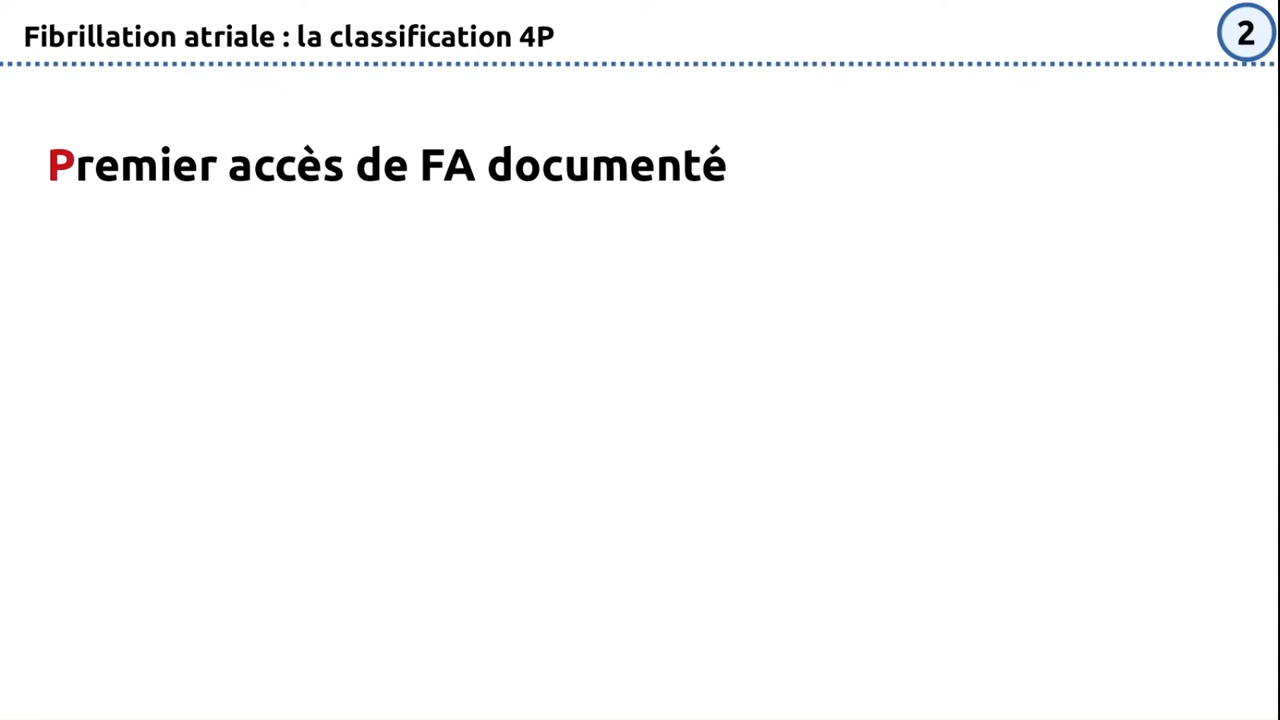 Fibrillation atriale : la classification 4P
2
Premier accès de FA documenté